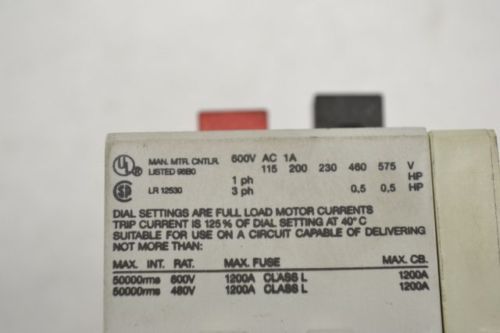 UL MAN. MTR. CNTLR. 600V AC 1A
LISTED 98B0 115 200 230 460 575 V
1 ph HP
SA LR 12530 3 ph 0,5 0,5 HP
DIAL SETTINGS ARE FULL LOAD MOTOR CURRENTS
TRIP CURRENT IS 125% OF DIAL SETTING AT 40°C
SUITABLE FOR USE ON A CIRCUIT CAPABLE OF DELIVERING
NOT MORE THAN:
MAX. INT. RAT. MAX. FUSE MAX. CB.
50000rms 600V 1200A CLASS L 1200A
50000rms 480V 1200A CLASS L 1200A